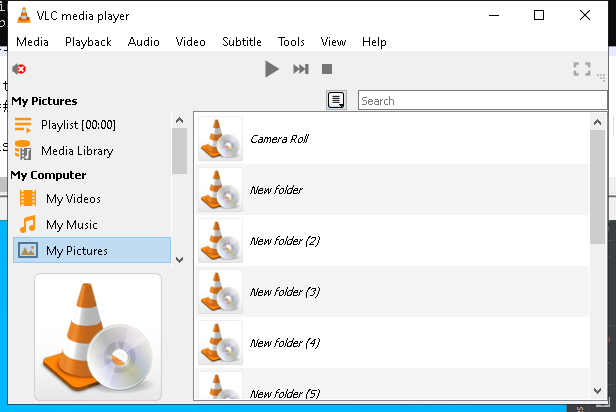 VLC media player
Media Playback Audio Video Subtitle Tools View Help
My Pictures
Search
Playlist [00:00]
Media Library
My Computer
My Videos
My Music
My Pictures
Camera Roll
New folder
New folder (2)
New folder (3)
New folder (4)
New folder (5)